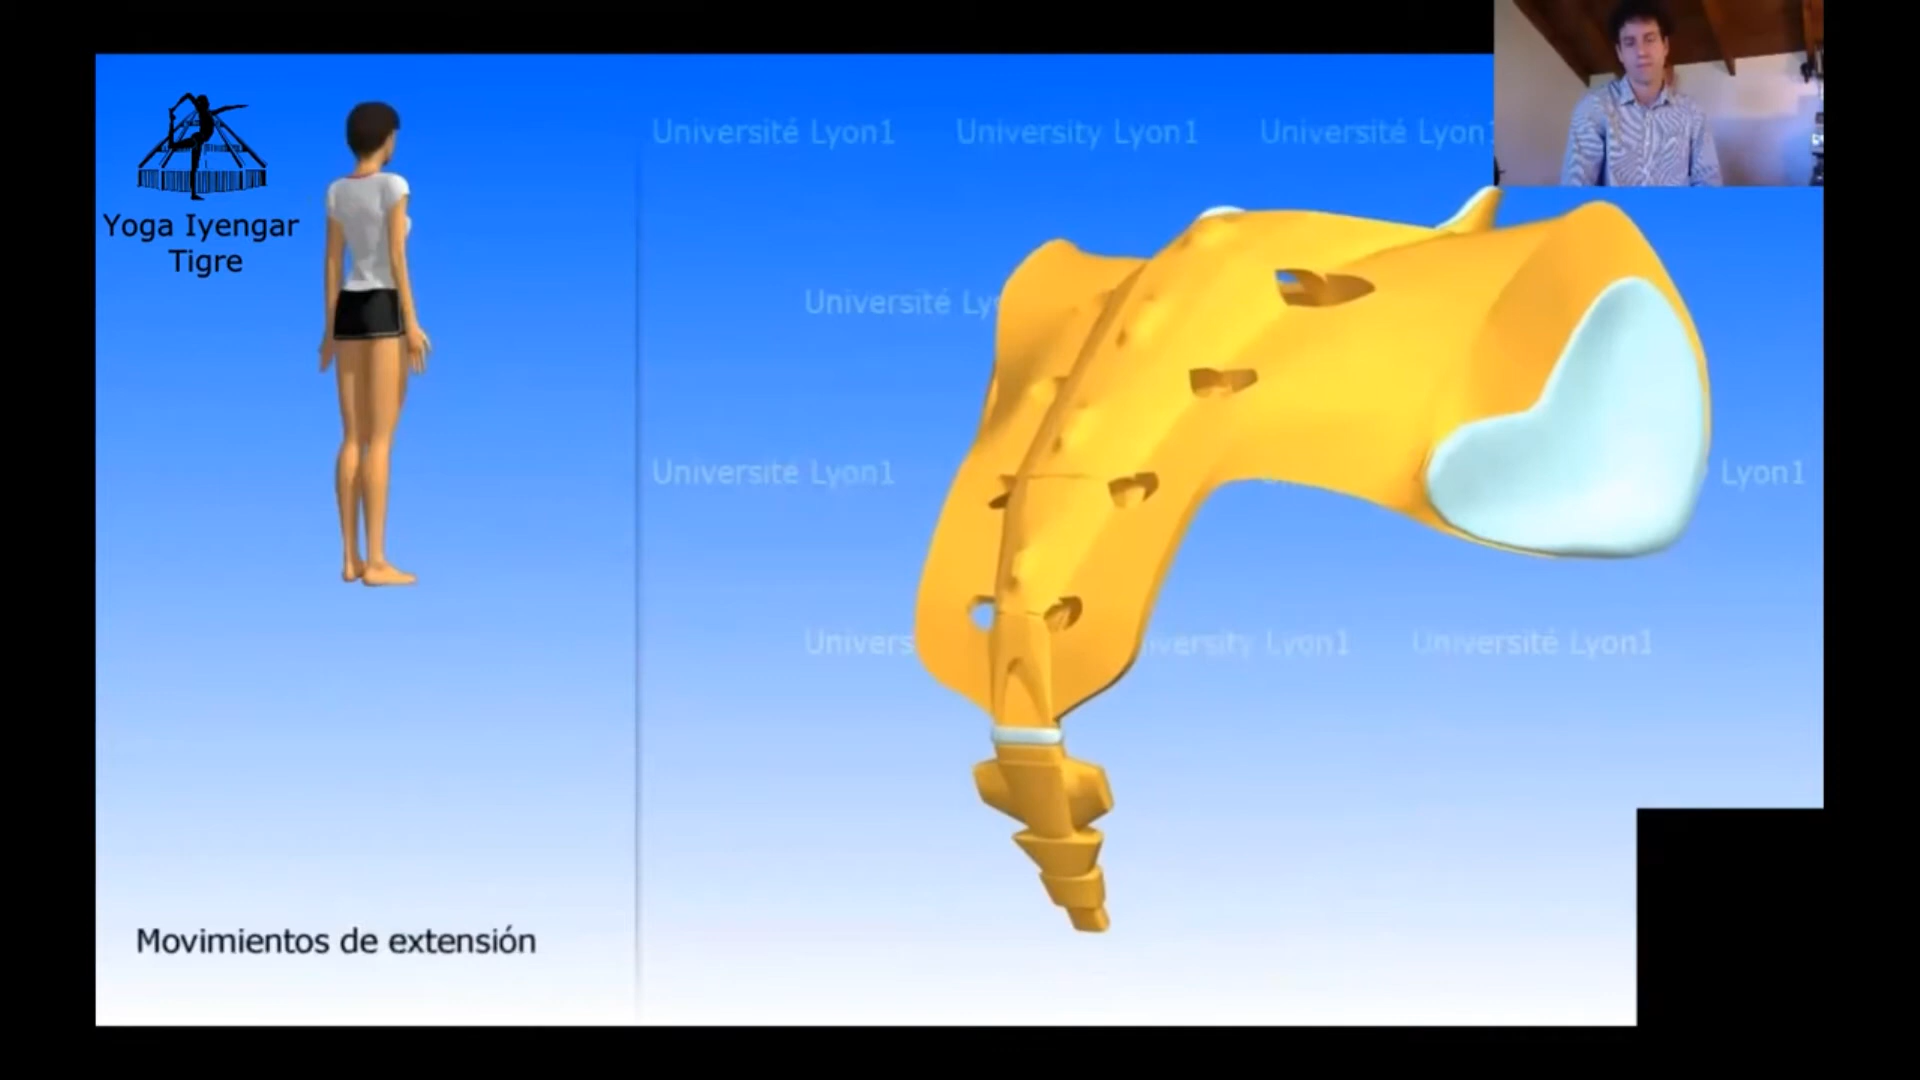 Yoga Iyengar
Tigre
Université Lyon1 University Lyon1 Université Lyon1
Université Ly
Université Lyon1 Lyon1
Univers versity Lyon1 Université Lyon1
Movimientos de extensión